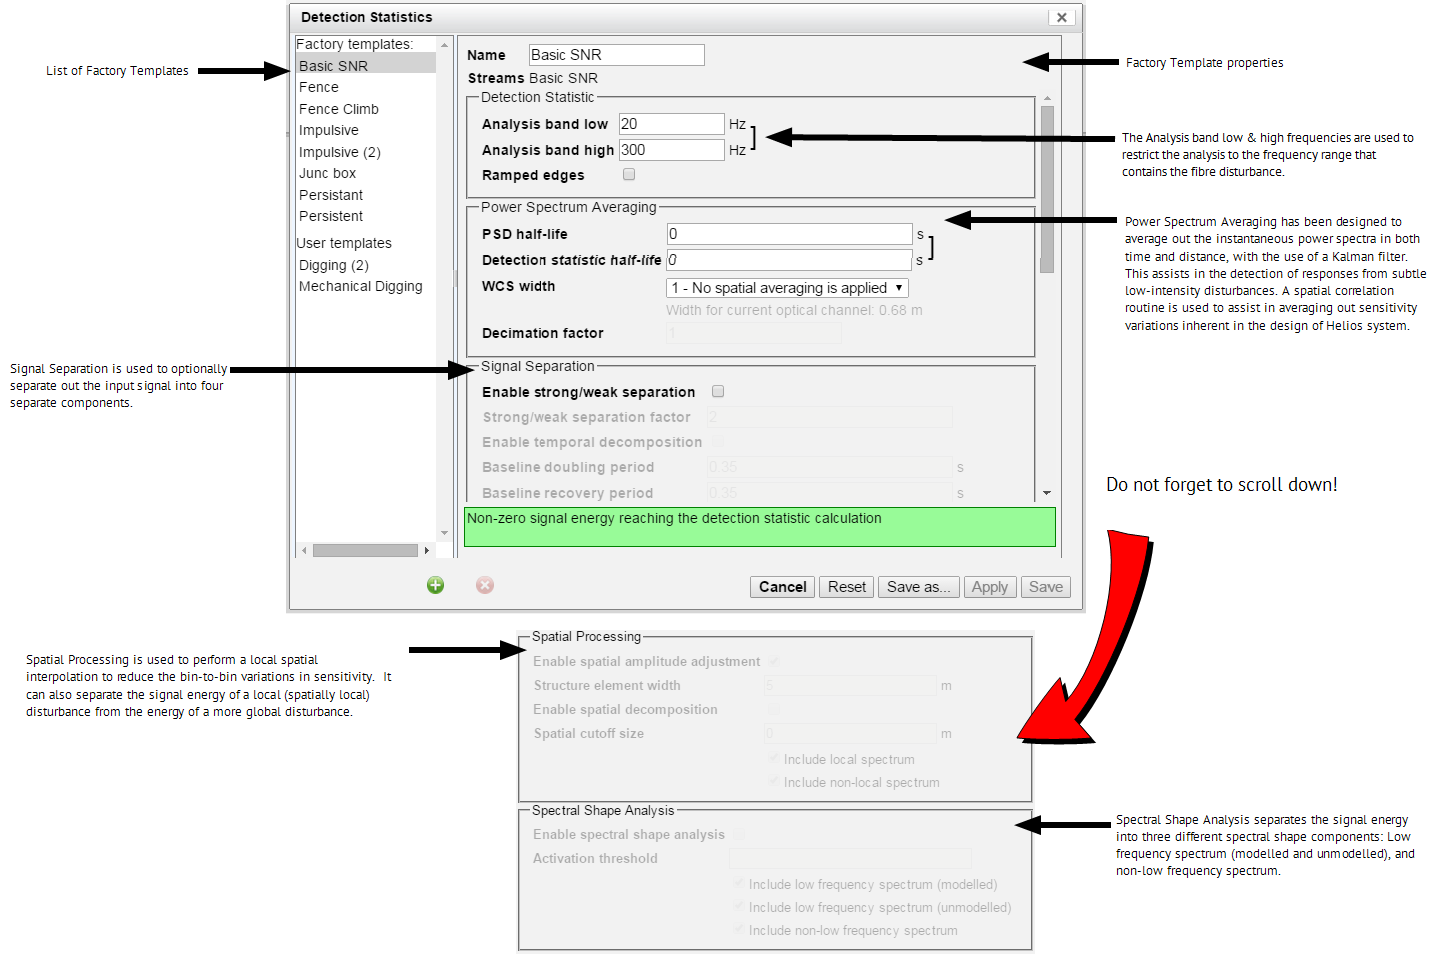 Detection Statistics
List of Factory Templates
Factory templates:
Basic SNR
Fence
Fence Climb
Impulsive
Impulsive (2)
Junc box
Persistant
Persistent
User templates
Digging (2)
Mechanical Digging
Name Basic SNR
Streams Basic SNR
Factory Template properties
Detection Statistic
Analysis band low 20 Hz
Analysis band high 300 Hz
Ramped edges
The Analysis band low & high frequencies are used to
restrict the analysis to the frequency range that
contains the fibre disturbance.
Power Spectrum Averaging
PSD half-life 0 s
Detection statistic half-life 0 s
WCS width 1 - No spatial averaging is applied
Width for current optical channel: 0.68 m
Decimation factor 1
Power Spectrum Averaging has been designed to
average out the instantaneous power spectra in both
time and distance, with the use of a Kalman filter.
This assists in the detection of responses from subtle
low-intensity disturbances. A spatial correlation
routine is used to assist in averaging out sensitivity
variations inherent in the design of Helios system.
Signal Separation is used to optionally
separate out the input signal into four
separate components.
Signal Separation
Enable strong/weak separation
Strong/weak separation factor 2
Enable temporal decomposition
Baseline doubling period 0.35 s
Baseline recovery period 0.35 s
Non-zero signal energy reaching the detection statistic calculation
Cancel Reset Save as... Apply Save
Do not forget to scroll down!
Spatial Processing is used to perform a local spatial
interpolation to reduce the bin-to-bin variations in sensitivity. It
can also separate the signal energy of a local (spatially local)
disturbance from the energy of a more global disturbance.
Spatial Processing
Enable spatial amplitude adjustment
Structure element width 5 m
Enable spatial decomposition
Spatial cutoff size m
Include local spectrum
Include non-local spectrum
Spectral Shape Analysis
Enable spectral shape analysis
Activation threshold
Include low frequency spectrum (modelled)
Include low frequency spectrum (unmodelled)
Include non-low frequency spectrum
Spectral Shape Analysis separates the signal energy
into three different spectral shape components: Low
frequency spectrum (modelled and unmodelled), and
non-low frequency spectrum.